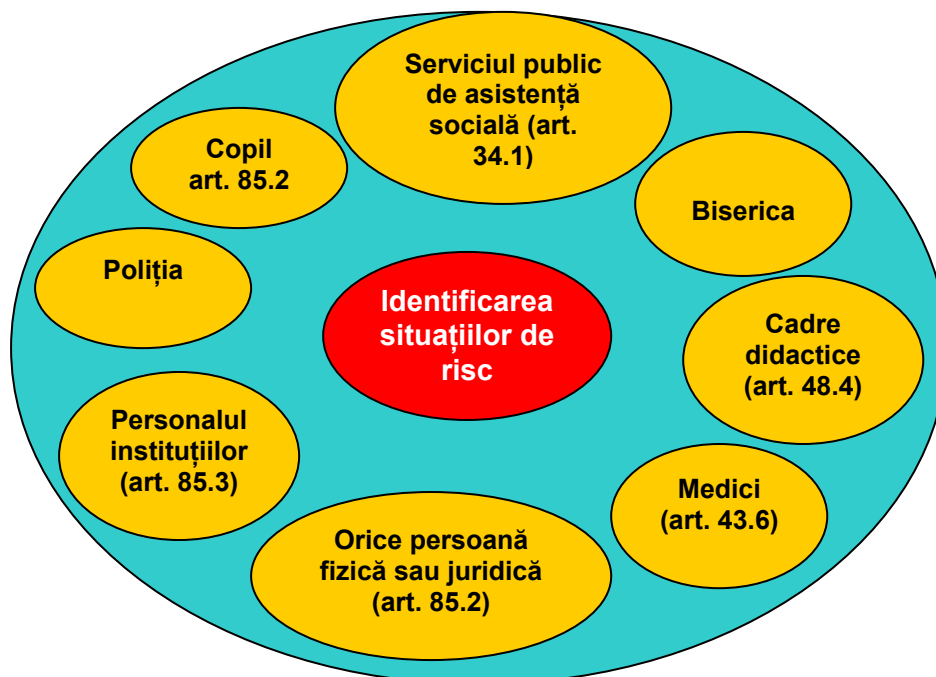 Serviciul public
de asistență
socială (art.
34.1)
Copil
art. 85.2
Biserica
Poliția
Identificarea
situațiilor de
risc
Cadre
didactice
(art. 48.4)
Personalul
instituțiilor
(art. 85.3)
Medici
(art. 43.6)
Orice persoană
fizică sau juridică
(art. 85.2)